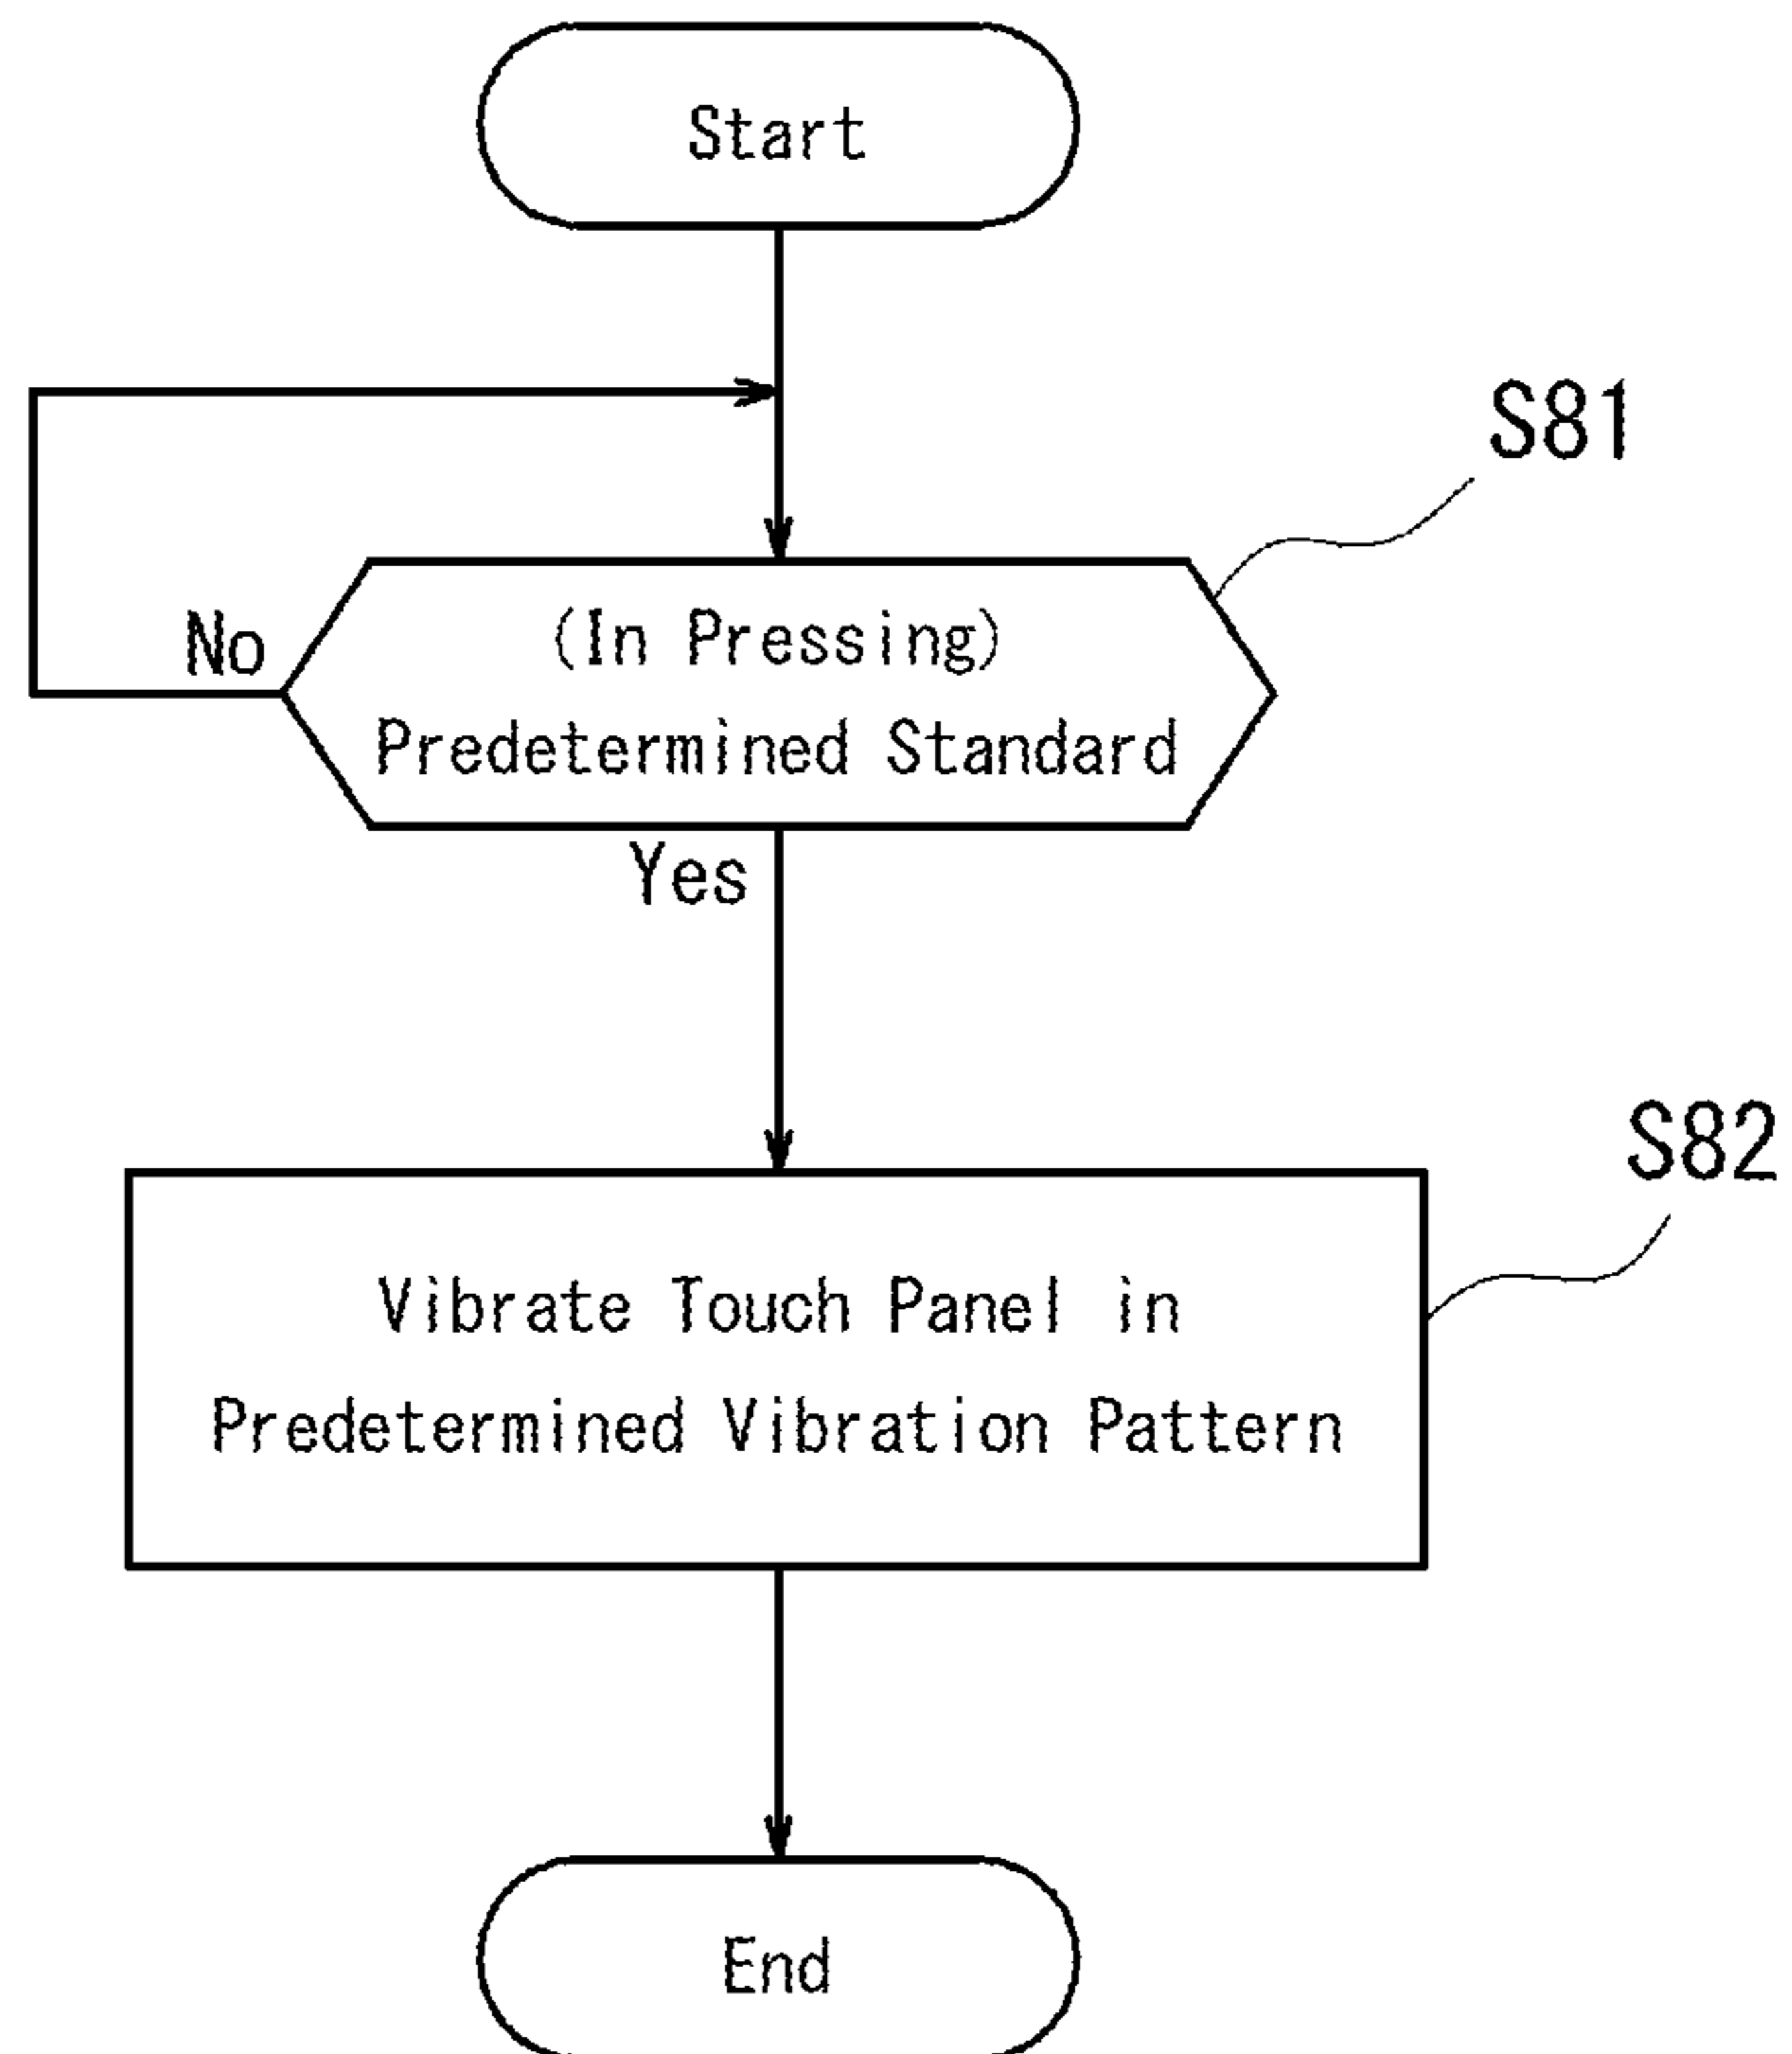 Start
S81
No
(In Pressing)
Predetermined Standard
Yes
S82
Vibrate Touch Panel in
Predetermined Vibration Pattern
End